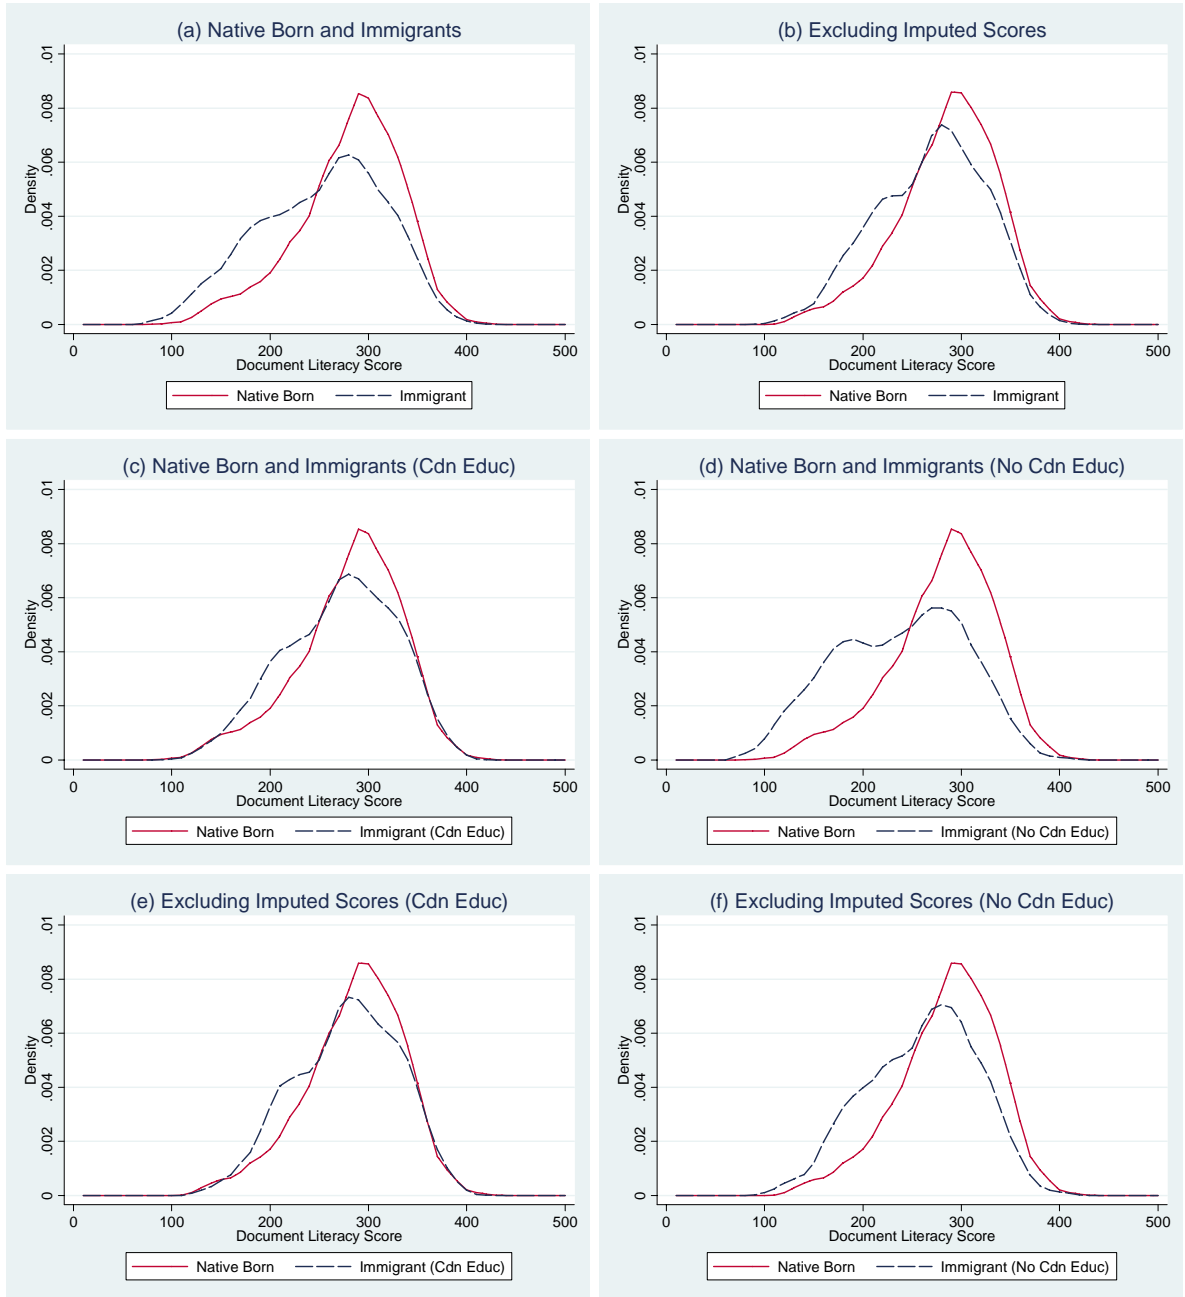 (a) Native Born and Immigrants
.01
.008
.006
.004
.002
0
Density
0 100 200 300 400 500
Document Literacy Score
Native Born Immigrant
(b) Excluding Imputed Scores
.01
.008
.006
.004
.002
0
Density
0 100 200 300 400 500
Document Literacy Score
Native Born Immigrant
(c) Native Born and Immigrants (Cdn Educ)
.01
.008
.006
.004
.002
0
Density
0 100 200 300 400 500
Document Literacy Score
Native Born Immigrant (Cdn Educ)
(d) Native Born and Immigrants (No Cdn Educ)
.01
.008
.006
.004
.002
0
Density
0 100 200 300 400 500
Document Literacy Score
Native Born Immigrant (No Cdn Educ)
(e) Excluding Imputed Scores (Cdn Educ)
.01
.008
.006
.004
.002
0
Density
0 100 200 300 400 500
Document Literacy Score
Native Born Immigrant (Cdn Educ)
(f) Excluding Imputed Scores (No Cdn Educ)
.01
.008
.006
.004
.002
0
Density
0 100 200 300 400 500
Document Literacy Score
Native Born Immigrant (No Cdn Educ)